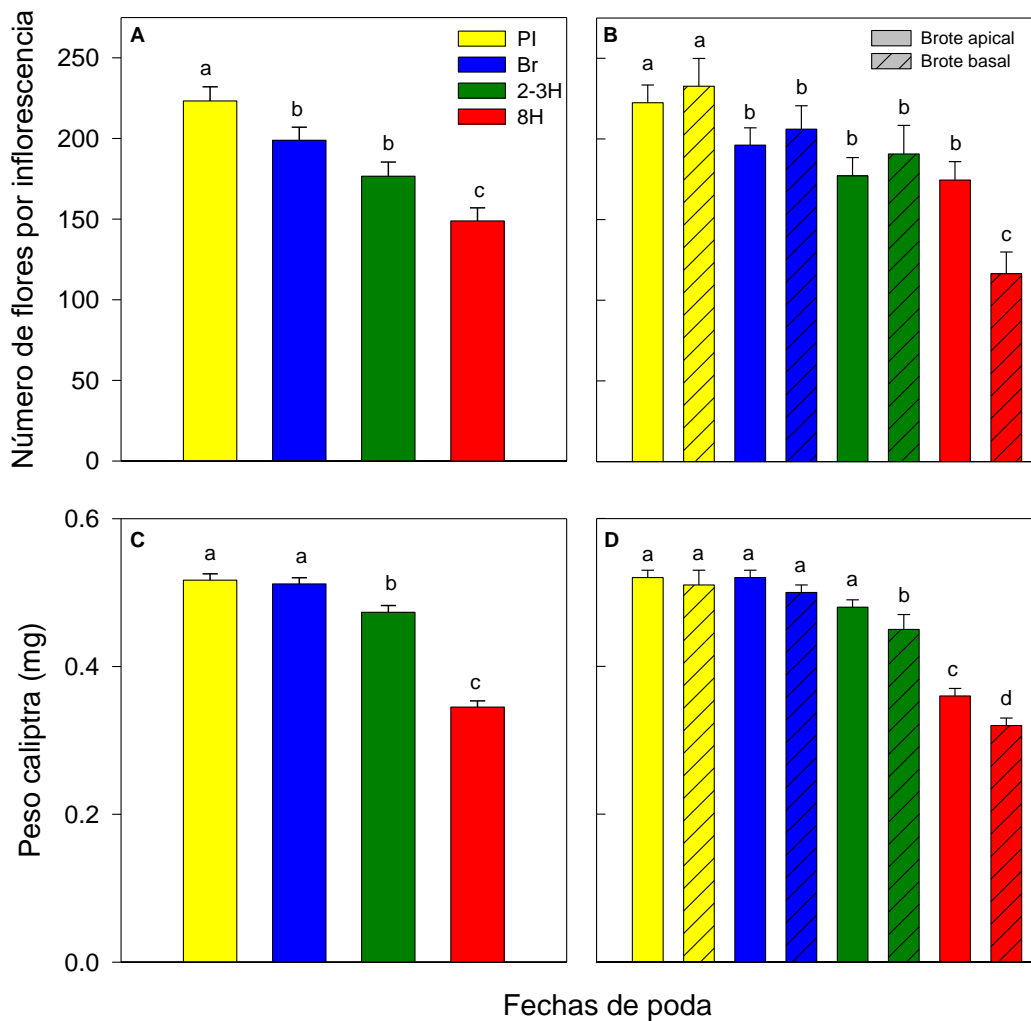 A
PI
Br
2-3H
8H
a
b
b
c
250
200
150
100
50
0
Número de flores por inflorescencia
B
Brote apical
Brote basal
a
a
b
b
b
b
b
c
C
a
a
b
c
0.6
0.4
0.2
0.0
Peso caliptra (mg)
D
a
a
a
a
a
b
c
d
Fechas de poda